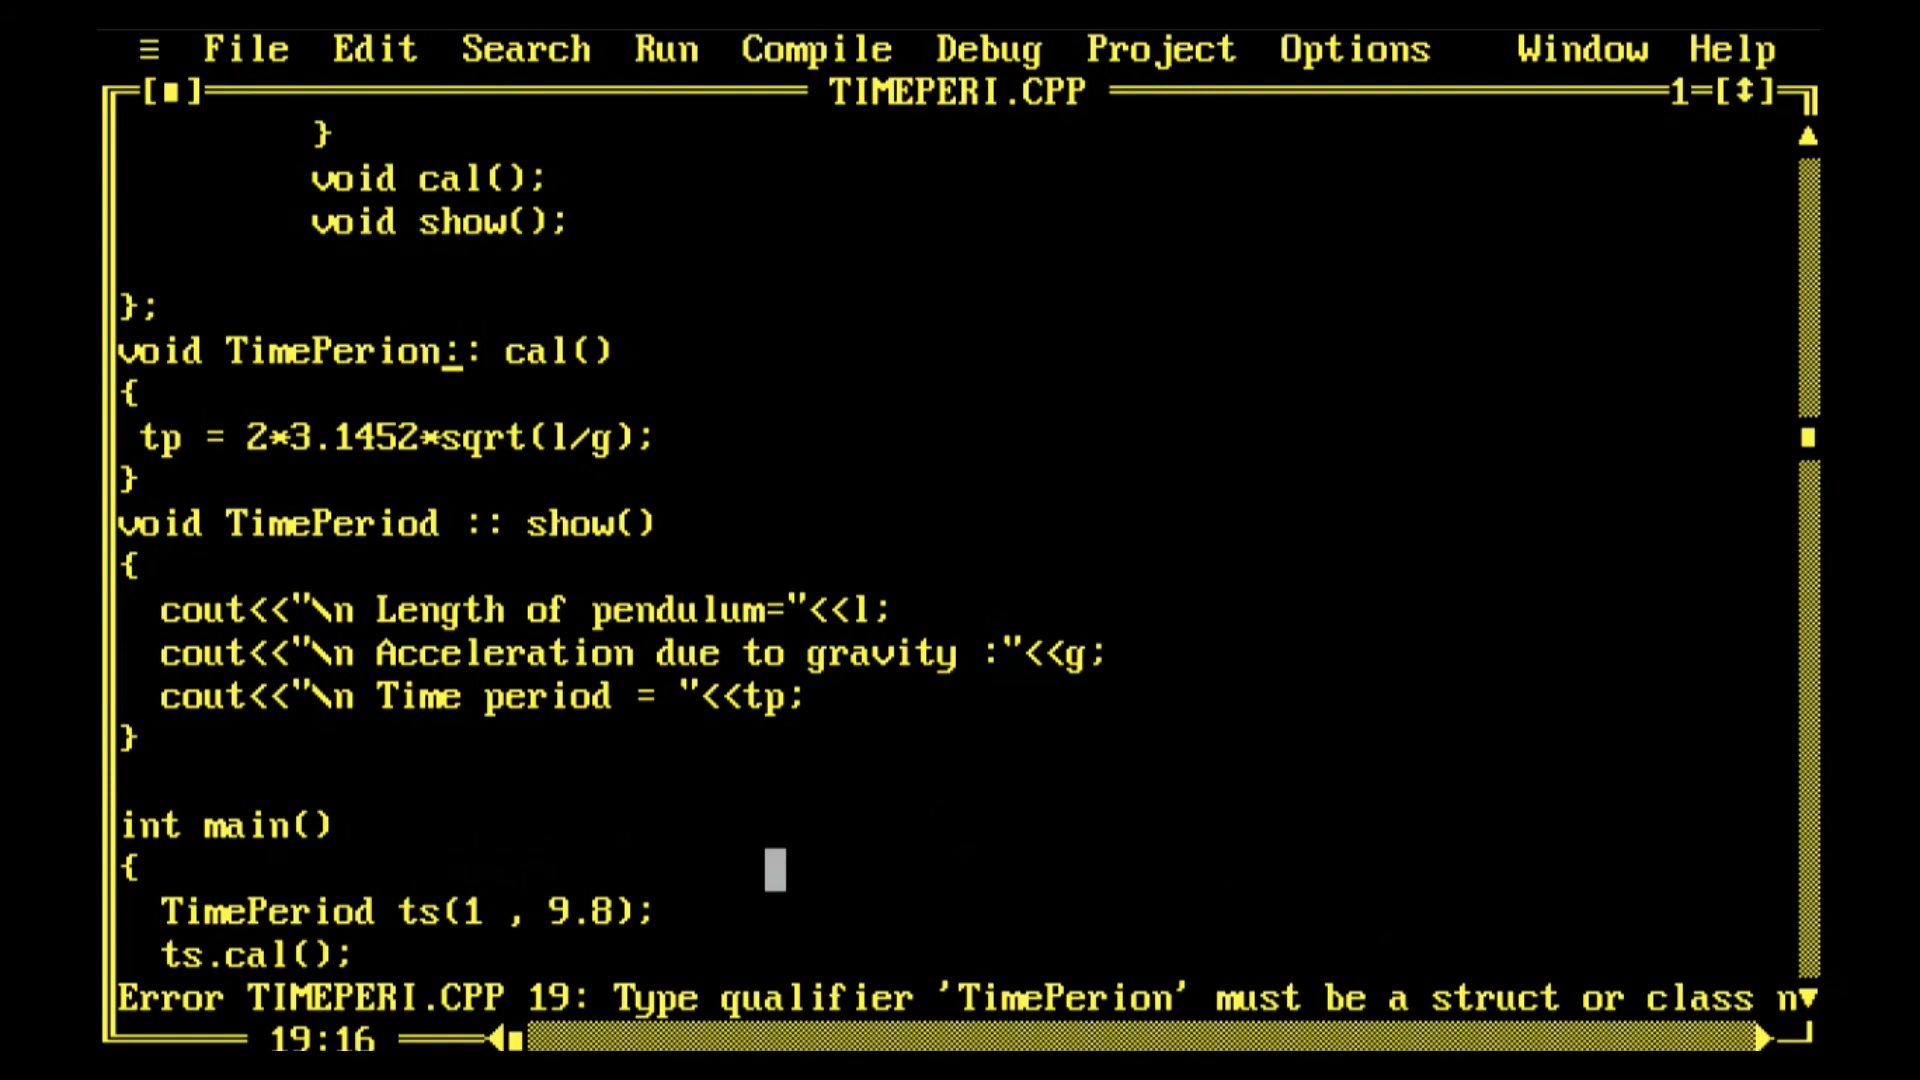 ≡ File Edit Search Run Compile Debug Project Options Window Help
[■] TIMEPERI.CPP 1=[↕]
}
void cal();
void show();
};
void TimePerion:: cal()
{
tp = 2*3.1452*sqrt(l/g);
}
void TimePeriod :: show()
{
cout<<"\n Length of pendulum="<<l;
cout<<"\n Acceleration due to gravity :"<<g;
cout<<"\n Time period = "<<tp;
}
int main()
{
TimePeriod ts(1 , 9.8);
ts.cal();
Error TIMEPERI.CPP 19: Type qualifier 'TimePerion' must be a struct or class n
19:16